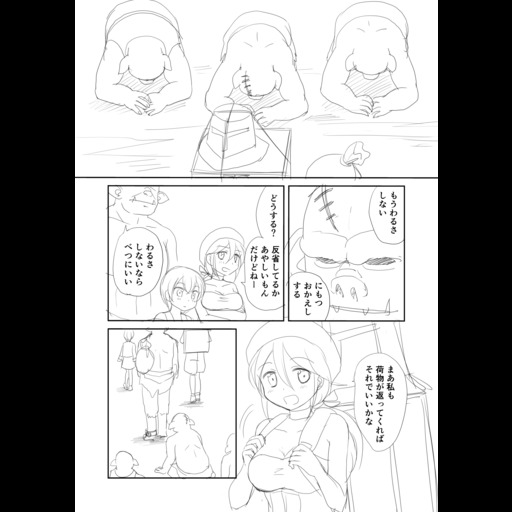 もうわるさ
しない
にもつ
おかえし
する
どうする？
反省してるか
あやしいもん
だけどねー
わるさ
しないなら
べつにいい
まあ私も
荷物が返ってくれば
それでいいかな